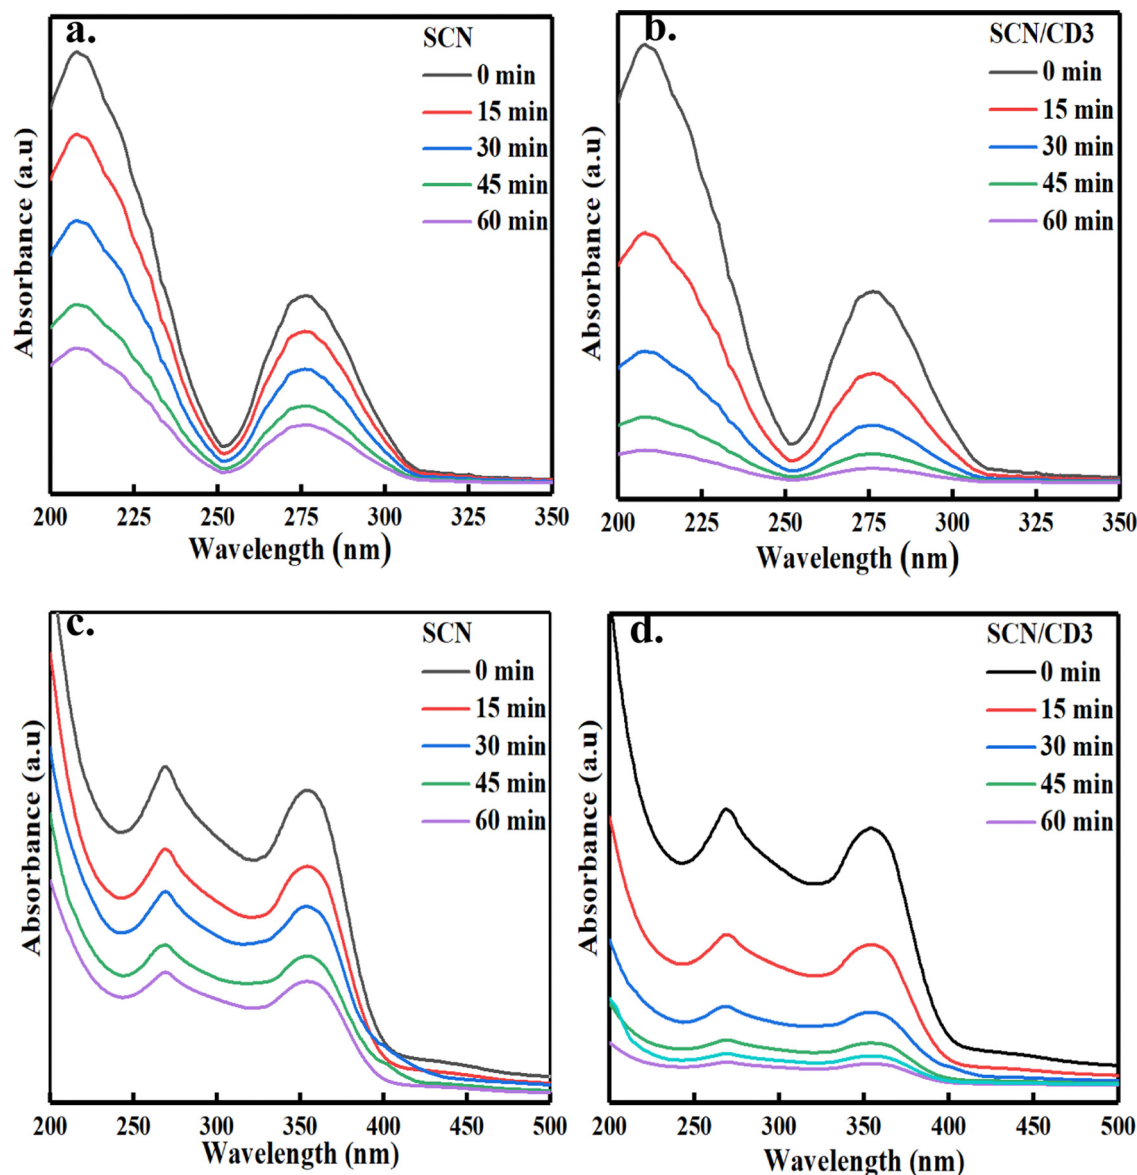 a.
SCN
0 min
15 min
30 min
45 min
60 min
Absorbance (a.u)
200 225 250 275 300 325 350
Wavelength (nm)
b.
SCN/CD3
0 min
15 min
30 min
45 min
60 min
Absorbance (a.u)
200 225 250 275 300 325 350
Wavelength (nm)
c.
SCN
0 min
15 min
30 min
45 min
60 min
Absorbance (a.u)
200 250 300 350 400 450 500
Wavelength (nm)
d.
SCN/CD3
0 min
15 min
30 min
45 min
60 min
Absorbance (a.u)
200 250 300 350 400 450 500
Wavelength (nm)